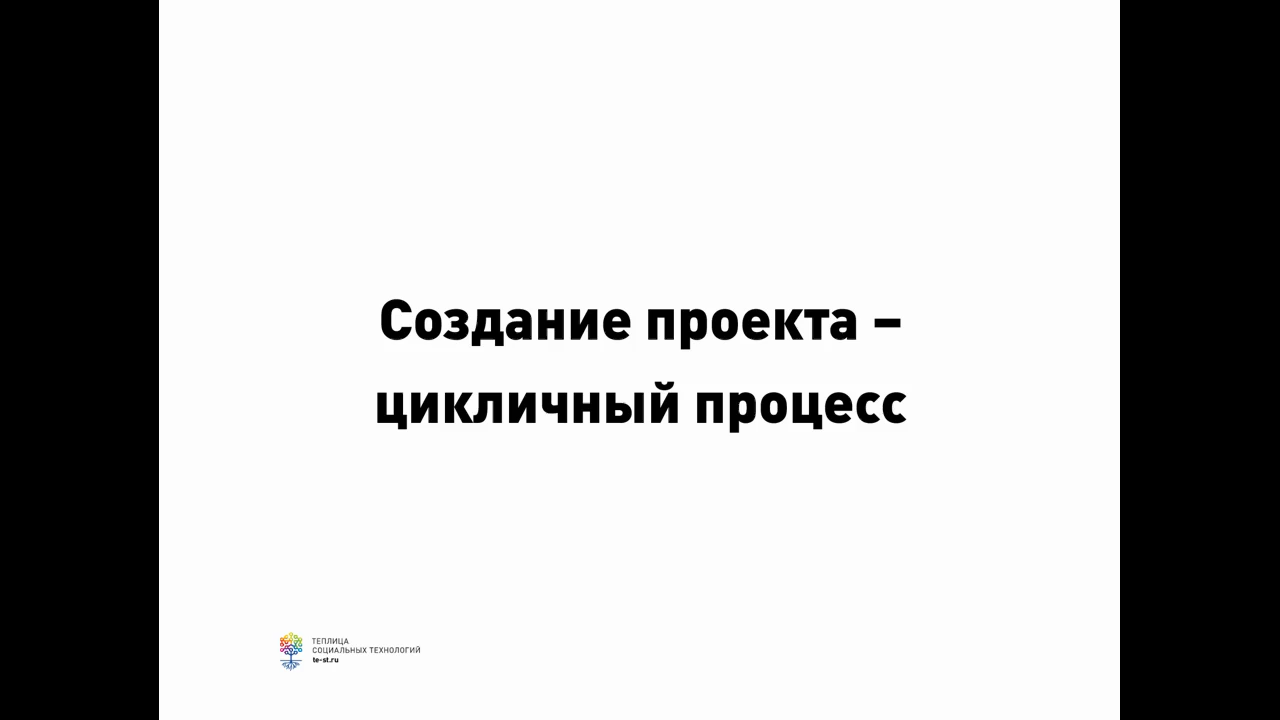 Создание проекта –
цикличный процесс
ТЕПЛИЦА
СОЦИАЛЬНЫХ ТЕХНОЛОГИЙ
te-st.ru